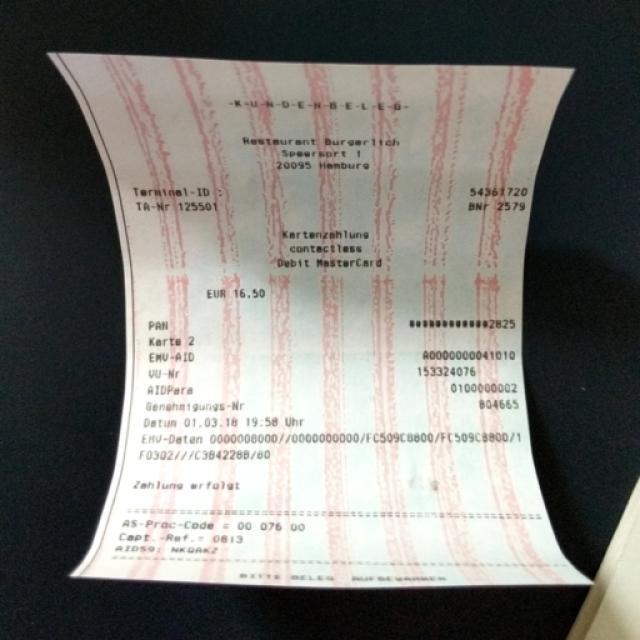 -K-U-N-D-E-N-B-E-L-E-G-
Restaurant Burgerlich
Speersort 1
20095 Hamburg
Terminal-ID : 54361720
TA-Nr 125501 BNr 2579
Kartenzahlung
contactless
Debit MasterCard
EUR 16.50
PAN ############2825
Karte 2
EMV-AID A0000000041010
VU-Nr 153324076
AIDPara 0100000002
Genehmigungs-Nr 804665
Datum 01.03.18 19:58 Uhr
EMV-Daten 0000008000//0000000000/FC509C8800/FC509C8800/1
F0302///C3B4228B/80
Zahlung erfolgt
AS-Proc-Code = 00 076 00
Capt.-Ref.= 0813
AID59: NKQAKZ
BITTE BELEG AUFBEWAHREN